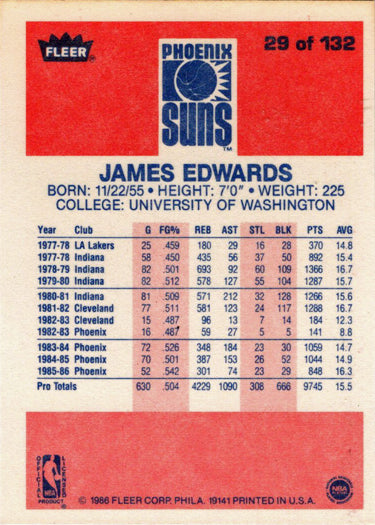 FLEER
PHOENIX
SUNS
TM
29 of 132
JAMES EDWARDS
BORN: 11/22/55 • HEIGHT: 7'0" • WEIGHT: 225
COLLEGE: UNIVERSITY OF WASHINGTON
Year Club G FG% REB AST STL BLK PTS AVG
1977-78 LA Lakers 25 .459 180 29 16 28 370 14.8
1977-78 Indiana 58 .450 435 56 37 50 892 15.4
1978-79 Indiana 82 .501 693 92 60 109 1366 16.7
1979-80 Indiana 82 .512 578 127 55 104 1287 15.7
1980-81 Indiana 81 .509 571 212 32 128 1266 15.6
1981-82 Cleveland 77 .511 581 123 24 117 1288 16.7
1982-83 Cleveland 15 .487 96 13 7 14 184 12.3
1982-83 Phoenix 16 .487 59 27 5 5 141 8.8
1983-84 Phoenix 72 .526 348 184 23 30 1059 14.7
1984-85 Phoenix 70 .501 387 153 26 52 1044 14.9
1985-86 Phoenix 52 .542 301 74 23 29 848 16.3
Pro Totals 630 .504 4229 1090 308 666 9745 15.5
OFFICIAL LICENSED
NBA
PRODUCT
NBA
© 1986 FLEER CORP. PHILA. 19141 PRINTED IN U.S.A.